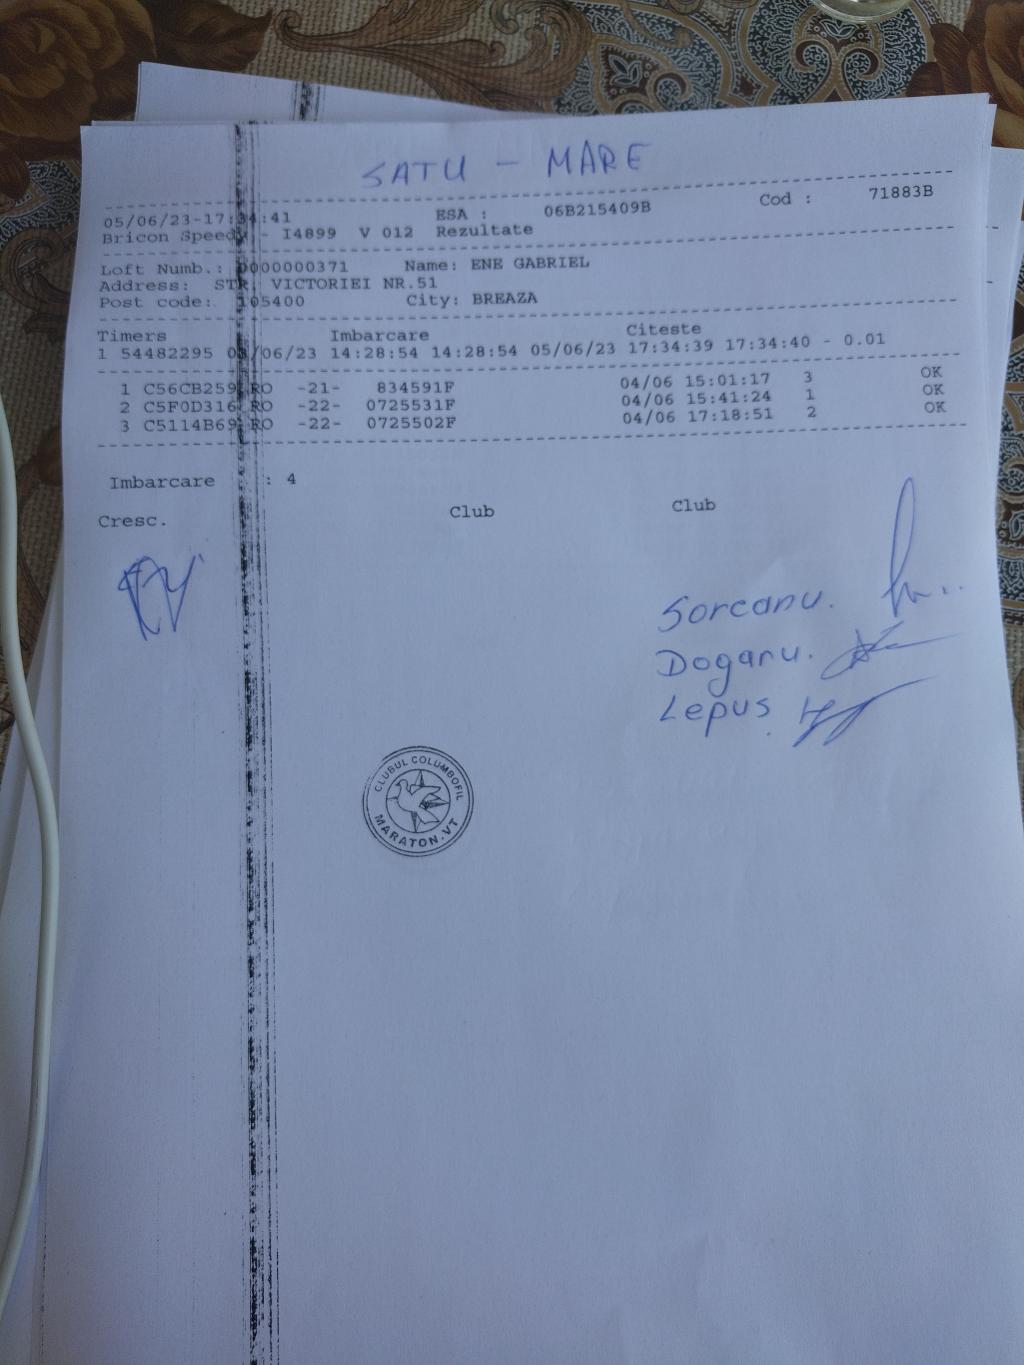 SATU - MARE
05/06/23-17:34:41 ESA : 06B215409B Cod : 71883B
Bricon Speedy - I4899 V 012 Rezultate
Loft Numb.: 0000000371 Name: ENE GABRIEL
Address: STR. VICTORIEI NR.51
Post code: 105400 City: BREAZA
Timers Imbarcare Citeste
1 54482295 03/06/23 14:28:54 14:28:54 05/06/23 17:34:39 17:34:40 - 0.01
1 C56CB259 RO -21- 834591F 04/06 15:01:17 3 OK
2 C5F0D316 RO -22- 0725531F 04/06 15:41:24 1 OK
3 C5114B69 RO -22- 0725502F 04/06 17:18:51 2 OK
Imbarcare : 4
Cresc. Club Club
Soreanu.
Dogaru.
Lepus
CLUBUL COLUMBOFIL
MARATON.VT